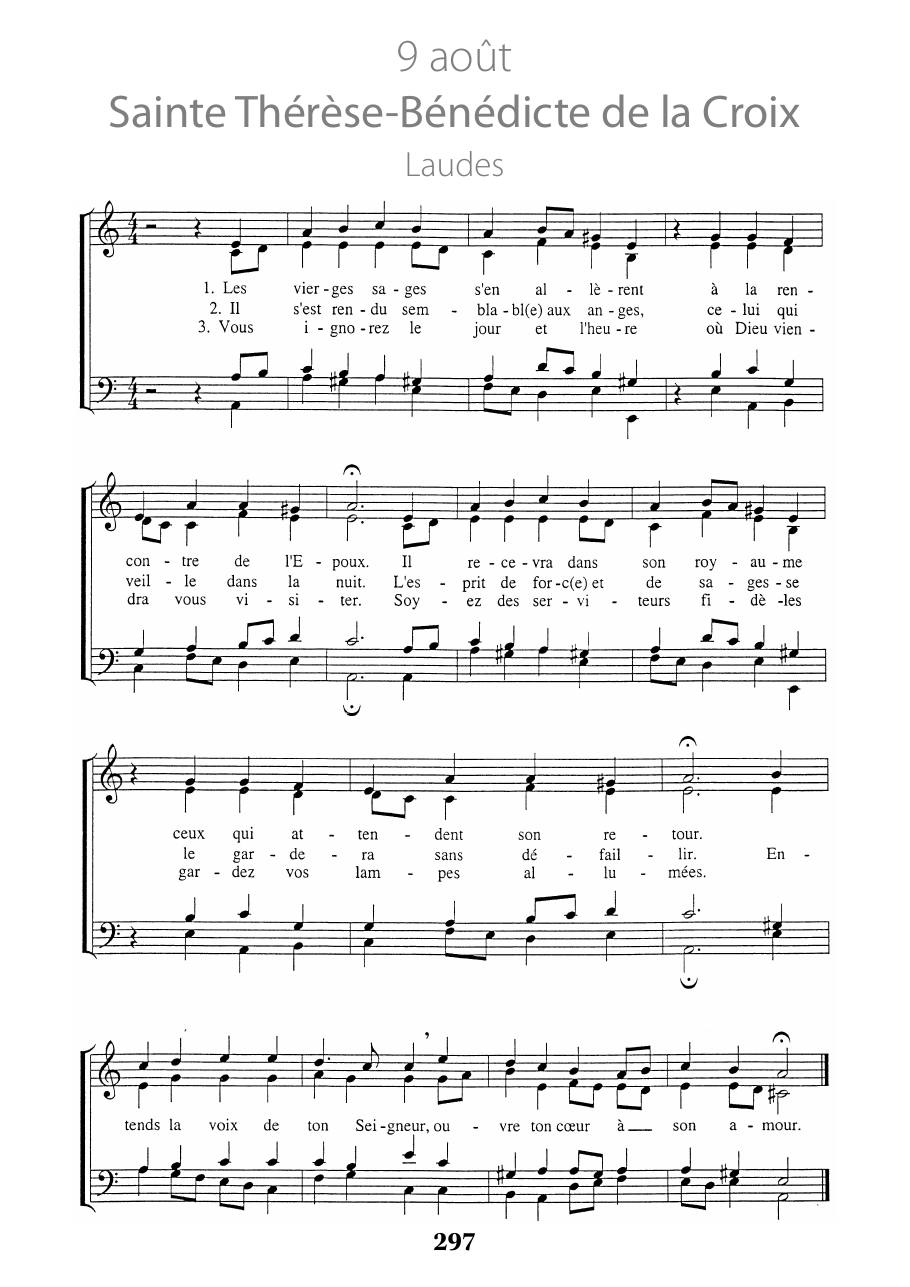 9 août
Sainte Thérèse-Bénédicte de la Croix
Laudes
1. Les vier - ges sa - ges s'en al - lè - rent à la ren -
2. Il s'est ren - du sem - bla - bl(e) aux an - ges, ce - lui qui
3. Vous i - gno - rez le jour et l'heu - re où Dieu vien -
con - tre de l'E - poux. Il re - ce - vra dans son roy - au - me
veil - le dans la nuit. L'es - prit de for - c(e) et de sa - ges - se
dra vous vi - si - ter. Soy - ez des ser - vi - teurs fi - dè - les
ceux qui at - ten - dent son re - tour.
le gar - de - ra sans dé - fail - lir. En -
gar - dez vos lam - pes al - lu - mées.
tends la voix de ton Sei - gneur, ou - vre ton cœur à son a - mour.
297